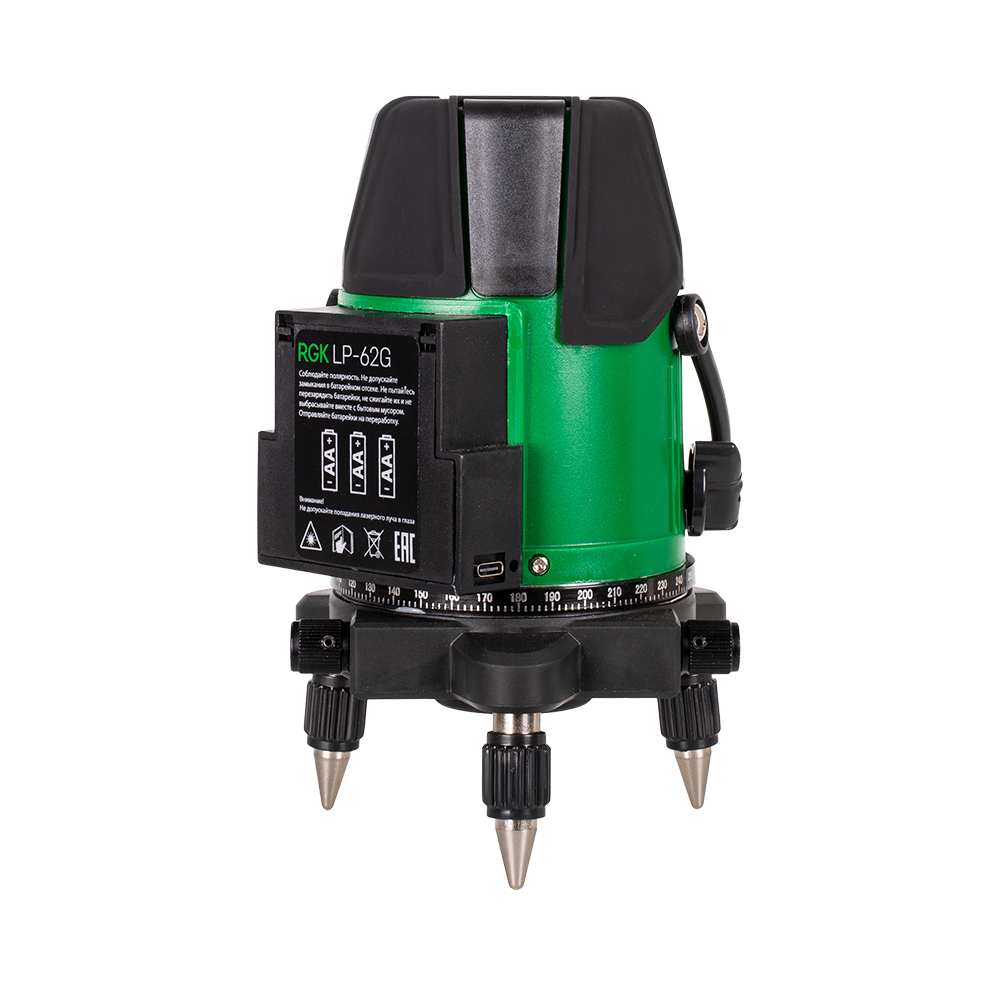 RGK LP-62G
Соблюдайте полярность. Не допускайте
замыкания в батарейном отсеке. Не пытайтесь
перезарядить батарейки, не сжигайте их и не
выбрасывайте вместе с бытовым мусором.
Отправляйте батарейки на переработку.
- AA +
- AA +
- AA +
Внимание!
Не допускайте попадания лазерного луча в глаза
EAC
120 130 140 150 160 170 180 190 200 210 220 230 240